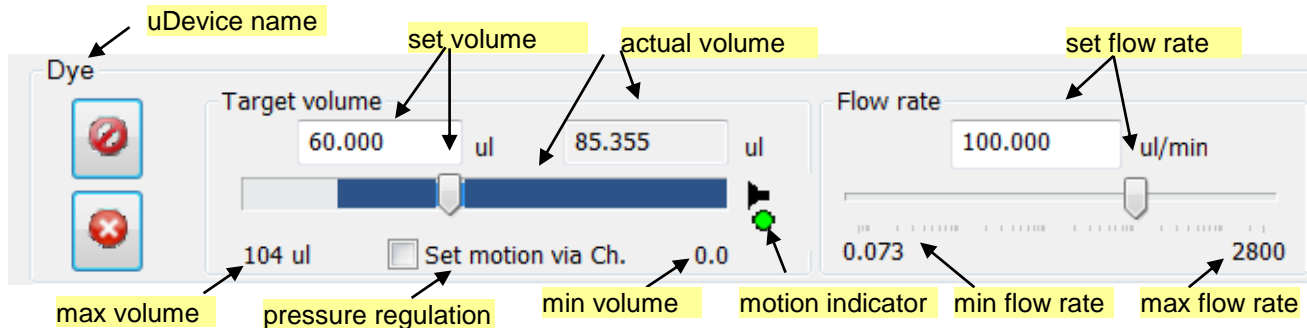 uDevice name
set volume
actual volume
set flow rate
Dye
Target volume
Flow rate
60.000 ul 85.355 ul
100.000 ul/min
104 ul Set motion via Ch. 0.0
0.073 2800
max volume
pressure regulation
min volume
motion indicator
min flow rate
max flow rate